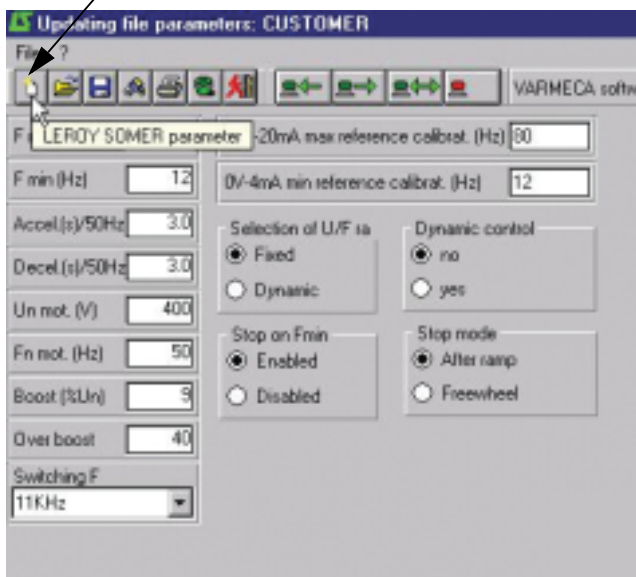 LS Updating file parameters: CUSTOMER
File ?
VARMECA softw
LEROY SOMER parameter
-20mA max reference calibrat. (Hz) 80
F min (Hz) 12
0V-4mA min reference calibrat. (Hz) 12
Accel.(s)/50Hz 3.0
Decel.(s)/50Hz 3.0
Un mot. (V) 400
Fn mot. (Hz) 50
Boost (%Un) 9
Over boost 40
Switching F
11KHz
Selection of U/F ra
Fixed
Dynamic
Dynamic control
no
yes
Stop on Fmin
Enabled
Disabled
Stop mode
After ramp
Freewheel